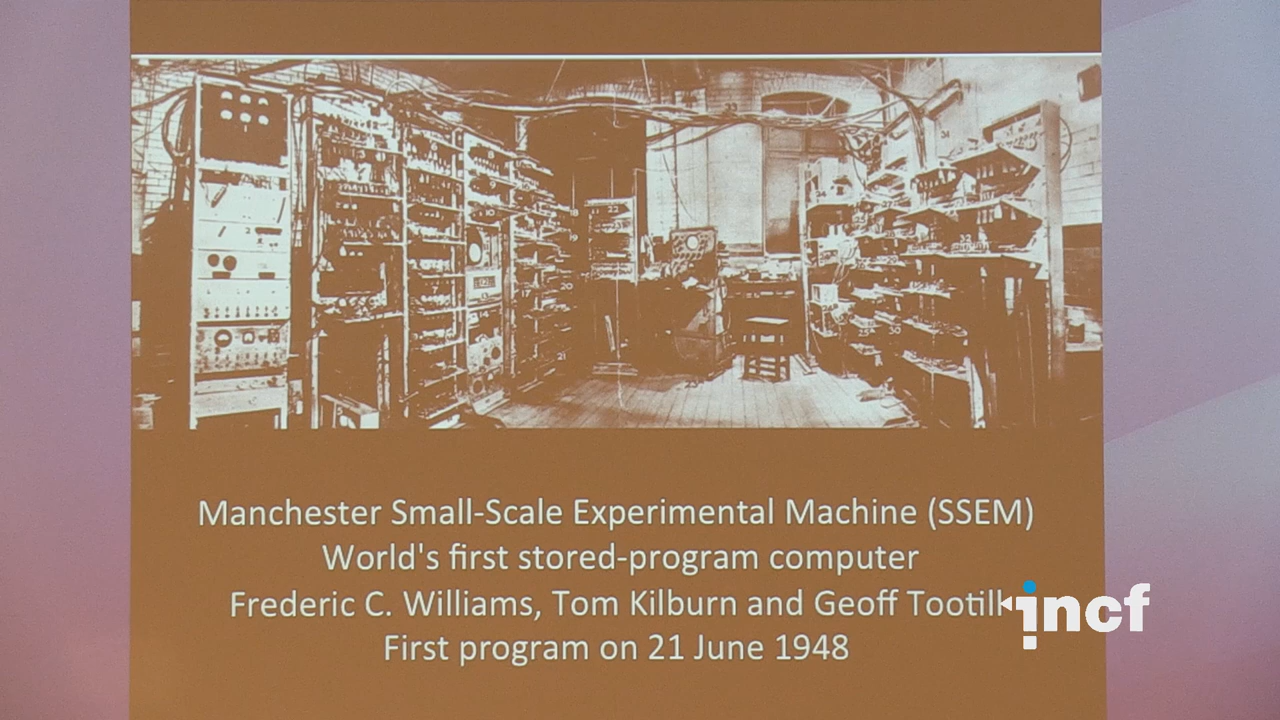 Manchester Small-Scale Experimental Machine (SSEM)
World's first stored-program computer
Frederic C. Williams, Tom Kilburn and Geoff Tootill
First program on 21 June 1948
incf